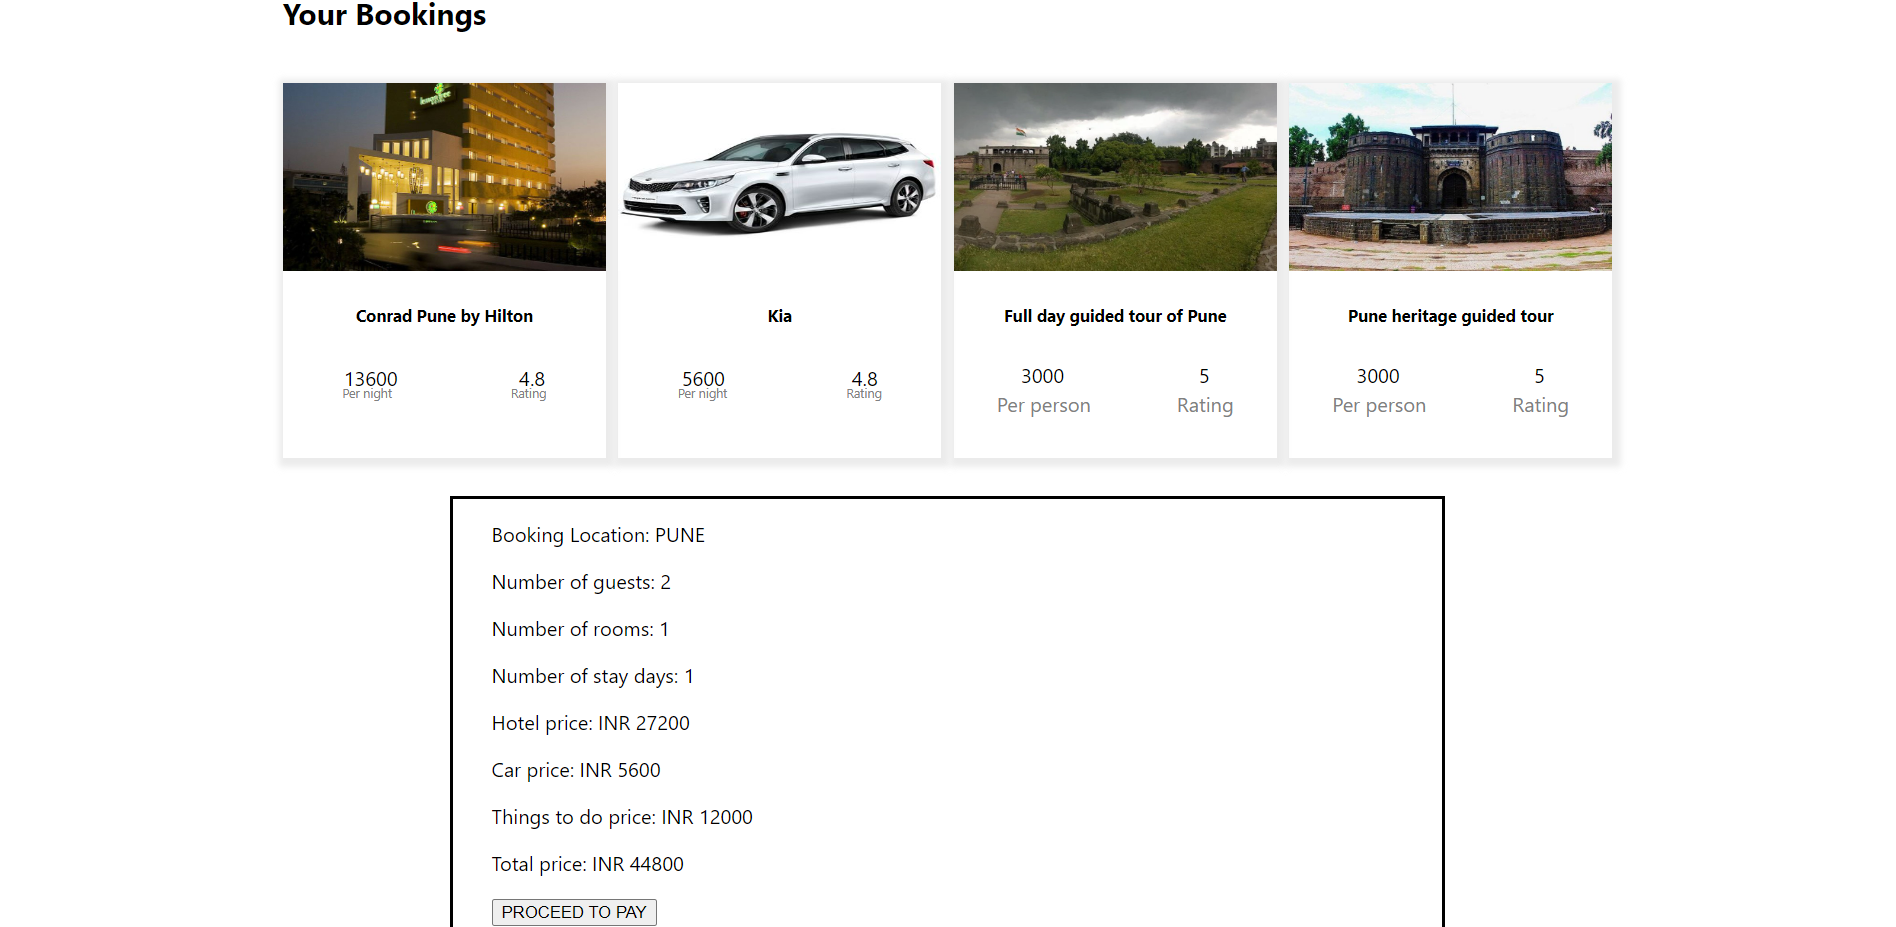 Your Bookings
lemon tree
Conrad Pune by Hilton
13600
Per night
4.8
Rating
Kia
5600
Per night
4.8
Rating
Full day guided tour of Pune
3000
Per person
5
Rating
Pune heritage guided tour
3000
Per person
5
Rating
Booking Location: PUNE
Number of guests: 2
Number of rooms: 1
Number of stay days: 1
Hotel price: INR 27200
Car price: INR 5600
Things to do price: INR 12000
Total price: INR 44800
PROCEED TO PAY